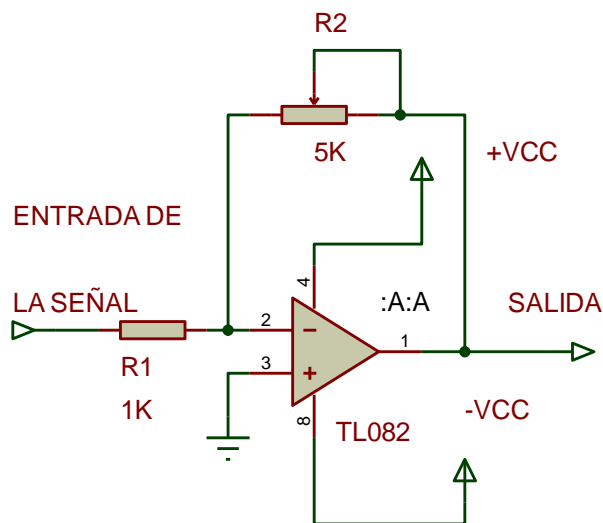 R2
5K
+VCC
ENTRADA DE
LA SEÑAL
4
:A:A
SALIDA
2
1
3
R1
1K
8
TL082
-VCC